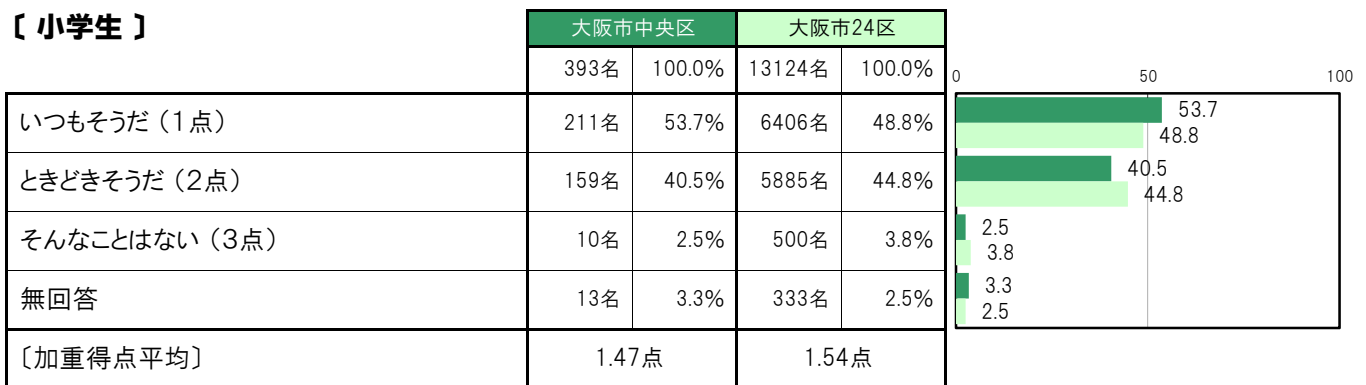 〔 小学生 〕
大阪市中央区 大阪市24区
393名 100.0% 13124名 100.0%
0 50 100
いつもそうだ（1点） 211名 53.7% 6406名 48.8%
53.7
48.8
ときどきそうだ（2点） 159名 40.5% 5885名 44.8%
40.5
44.8
そんなことはない（3点） 10名 2.5% 500名 3.8%
2.5
3.8
無回答 13名 3.3% 333名 2.5%
3.3
2.5
〔加重得点平均〕 1.47点 1.54点